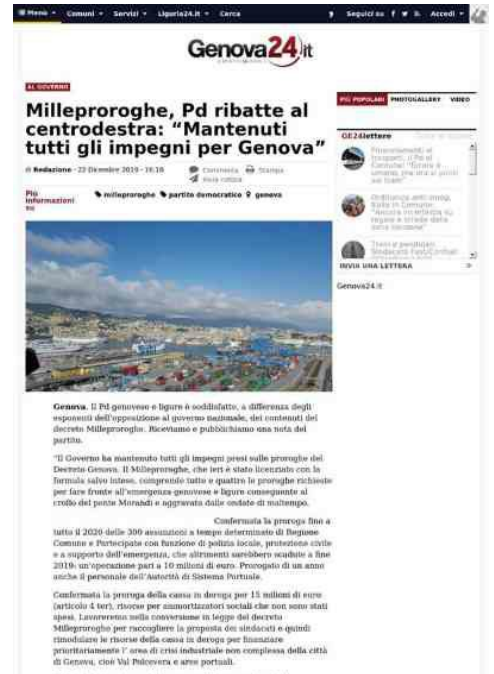 Menù Comuni Servizi Liguria24.it Cerca Seguici su Accedi
Genova24.it
AL GOVERNO
Milleproroghe, Pd ribatte al
centrodestra: “Mantenuti
tutti gli impegni per Genova”
di Redazione - 22 Dicembre 2019 - 16:18
Commenta Stampa
Invia notizia
Più
informazioni
su
milleproroghe partito democratico genova
PIÙ POPOLARI PHOTOGALLERY VIDEO
GE24lettere
INVIA UNA LETTERA
Genova24.it
Genova. Il Pd genovese e ligure è soddisfatto, a differenza degli
esponenti dell'opposizione al governo nazionale, dei contenuti del
decreto Milleproroghe. Riceviamo e pubblichiamo una nota del
partito.
“Il Governo ha mantenuto tutti gli impegni presi sulle proroghe del
Decreto Genova. Il Milleproroghe, che ieri è stato licenziato con la
formula salvo intese, comprende tutte e quattro le proroghe richieste
per fare fronte all'emergenza genovese e ligure conseguente al
crollo del ponte Morandi e aggravata dalle ondate di maltempo.
Confermata la proroga fino a
tutto il 2020 delle 300 assunzioni a tempo determinato di Regione
Comune e Partecipate con funzione di polizia locale, protezione civile
e a supporto dell'emergenza, che altrimenti sarebbero scadute a fine
2019: un'operazione pari a 10 milioni di euro. Prorogato di un anno
anche il personale dell'Autorità di Sistema Portuale.
Confermata la proroga della cassa in deroga per 15 milioni di euro
(articolo 4 ter), risorse per ammortizzatori sociali che non sono stati
spesi. Lavoreremo nella conversione in legge del decreto
Milleproroghe per raccogliere la proposta dei sindacati e quindi
rimodulare le risorse della cassa in deroga per finanziare
prioritariamente l' area di crisi industriale non complessa della città
di Genova, cioè Val Polcevera e aree portuali.